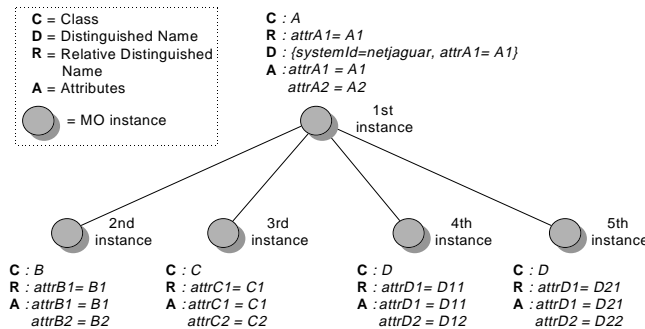 C = Class
D = Distinguished Name
R = Relative Distinguished
Name
A = Attributes
= MO instance
C : A
R : attrA1= A1
D : {systemId=netjaguar, attrA1= A1}
A : attrA1 = A1
attrA2 = A2
1st
instance
2nd
instance
3rd
instance
4th
instance
5th
instance
C : B
R : attrB1= B1
A : attrB1 = B1
attrB2 = B2
C : C
R : attrC1= C1
A : attrC1 = C1
attrC2 = C2
C : D
R : attrD1= D11
A : attrD1 = D11
attrD2 = D12
C : D
R : attrD1= D21
A : attrD1 = D21
attrD2 = D22